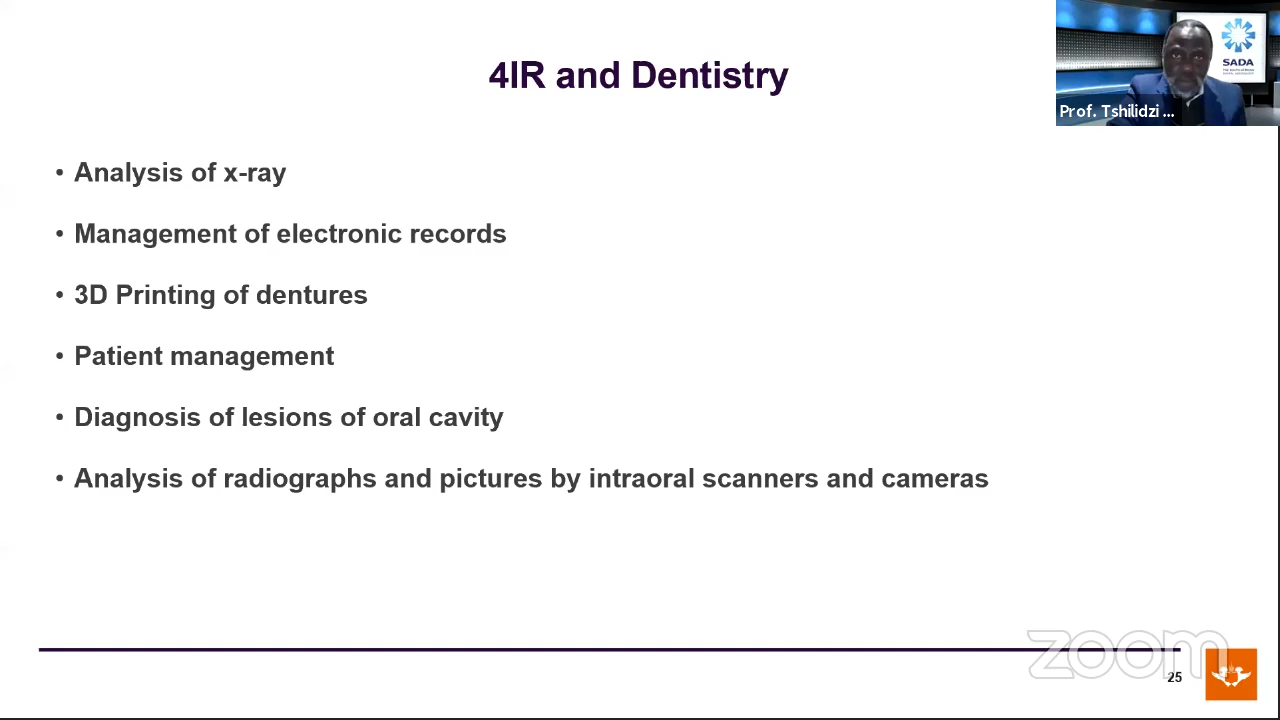 4IR and Dentistry
SADA
Prof. Tshilidzi ...
• Analysis of x-ray
• Management of electronic records
• 3D Printing of dentures
• Patient management
• Diagnosis of lesions of oral cavity
• Analysis of radiographs and pictures by intraoral scanners and cameras
zoom
25